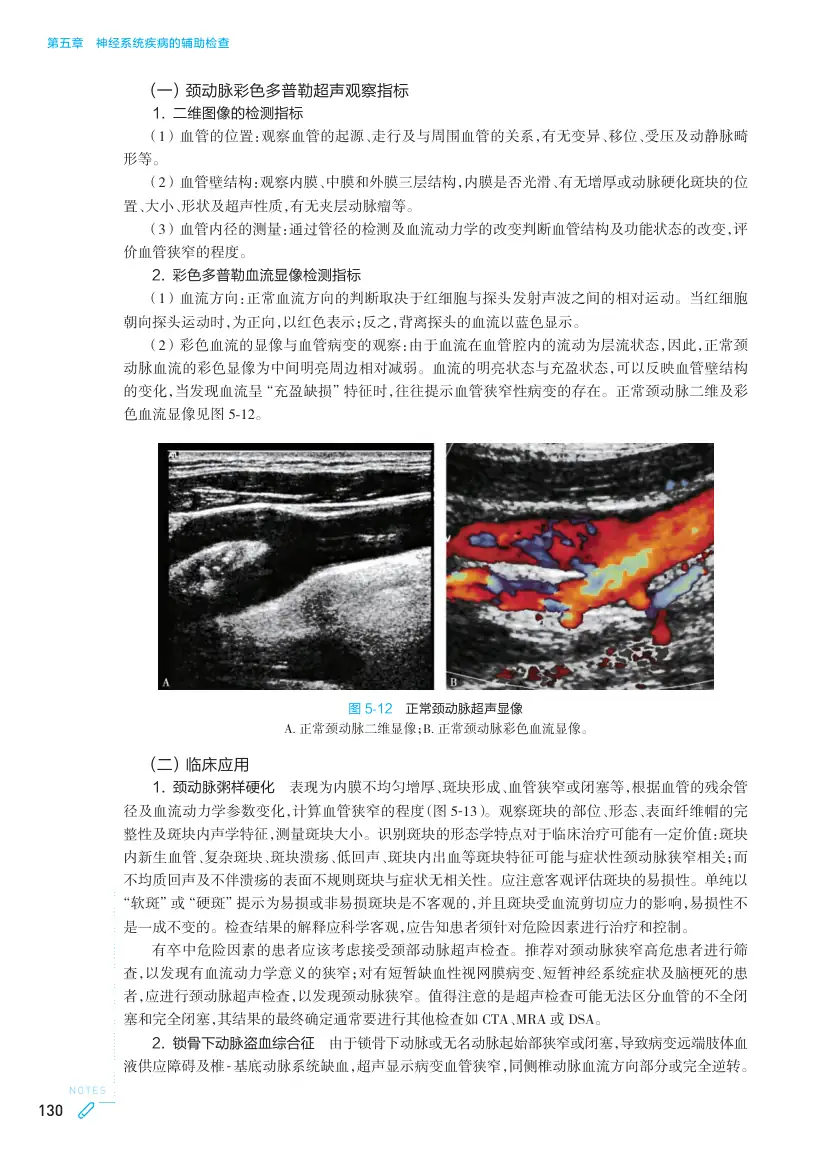 第五章 神经系统疾病的辅助检查
（一）颈动脉彩色多普勒超声观察指标
1. 二维图像的检测指标
（1）血管的位置：观察血管的起源、走行及与周围血管的关系，有无变异、移位、受压及动静脉畸
形等。
（2）血管壁结构：观察内膜、中膜和外膜三层结构，内膜是否光滑、有无增厚或动脉硬化斑块的位
置、大小、形状及超声性质，有无夹层动脉瘤等。
（3）血管内径的测量：通过管径的检测及血流动力学的改变判断血管结构及功能状态的改变，评
价血管狭窄的程度。
2. 彩色多普勒血流显像检测指标
（1）血流方向：正常血流方向的判断取决于红细胞与探头发射声波之间的相对运动。当红细胞
朝向探头运动时，为正向，以红色表示；反之，背离探头的血流以蓝色显示。
（2）彩色血流的显像与血管病变的观察：由于血流在血管腔内的流动为层流状态，因此，正常颈
动脉血流的彩色显像为中间明亮周边相对减弱。血流的明亮状态与充盈状态，可以反映血管壁结构
的变化，当发现血流呈“充盈缺损”特征时，往往提示血管狭窄性病变的存在。正常颈动脉二维及彩
色血流显像见图 5-12。
A
B
图 5-12 正常颈动脉超声显像
A. 正常颈动脉二维显像；B. 正常颈动脉彩色血流显像。
（二）临床应用
1. 颈动脉粥样硬化 表现为内膜不均匀增厚、斑块形成、血管狭窄或闭塞等，根据血管的残余管
径及血流动力学参数变化，计算血管狭窄的程度（图 5-13）。观察斑块的部位、形态、表面纤维帽的完
整性及斑块内声学特征，测量斑块大小。识别斑块的形态学特点对于临床治疗可能有一定价值：斑块
内新生血管、复杂斑块、斑块溃疡、低回声、斑块内出血等斑块特征可能与症状性颈动脉狭窄相关；而
不均质回声及不伴溃疡的表面不规则斑块与症状无相关性。应注意客观评估斑块的易损性。单纯以
“软斑”或“硬斑”提示为易损或非易损斑块是不客观的，并且斑块受血流剪切应力的影响，易损性不
是一成不变的。检查结果的解释应科学客观，应告知患者须针对危险因素进行治疗和控制。
有卒中危险因素的患者应该考虑接受颈部动脉超声检查。推荐对颈动脉狭窄高危患者进行筛
查，以发现有血流动力学意义的狭窄；对有短暂缺血性视网膜病变、短暂神经系统症状及脑梗死的患
者，应进行颈动脉超声检查，以发现颈动脉狭窄。值得注意的是超声检查可能无法区分血管的不全闭
塞和完全闭塞，其结果的最终确定通常要进行其他检查如 CTA、MRA 或 DSA。
2. 锁骨下动脉盗血综合征 由于锁骨下动脉或无名动脉起始部狭窄或闭塞，导致病变远端肢体血
液供应障碍及椎-基底动脉系统缺血，超声显示病变血管狭窄，同侧椎动脉血流方向部分或完全逆转。
NOTES
130